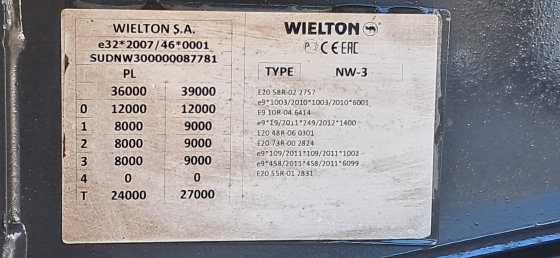 WIELTON S.A.
e32*2007/46*0001
SUDNW300000087781
PL
36000 39000
0 12000 12000
1 8000 9000
2 8000 9000
3 8000 9000
4 0 0
T 24000 27000
WIELTON
CE EAC
TYPE NW-3
E20 58R-02 2757
e9*1003/2010*1003/2010*6001
E9 10R-04 6414
e9*19/2011*249/2012*1400
E20 48R-06 0301
E20 73R-00 2824
e9*109/2011*109/2011*1002
e9*458/2011*458/2011*6099
E20 55R-01 2831